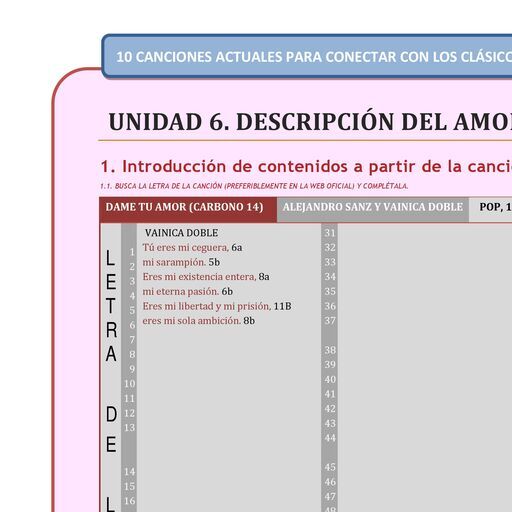 10 CANCIONES ACTUALES PARA CONECTAR CON LOS CLÁSICO
UNIDAD 6. DESCRIPCIÓN DEL AMO
1. Introducción de contenidos a partir de la canci
1.1. BUSCA LA LETRA DE LA CANCIÓN (PREFERIBLEMENTE EN LA WEB OFICIAL) Y COMPLÉTALA.
DAME TU AMOR (CARBONO 14) ALEJANDRO SANZ Y VAINICA DOBLE POP, 1
VAINICA DOBLE
Tú eres mi ceguera, 6a
mi sarampión. 5b
Eres mi existencia entera, 8a
mi eterna pasión. 6b
Eres mi libertad y mi prisión, 11B
eres mi sola ambición. 8b
LETRA DE L
1
2
3
4
5
6
7
8
9
10
11
12
13
14
15
16
31
32
33
34
35
36
37
38
39
40
41
42
43
44
45
46
47
48